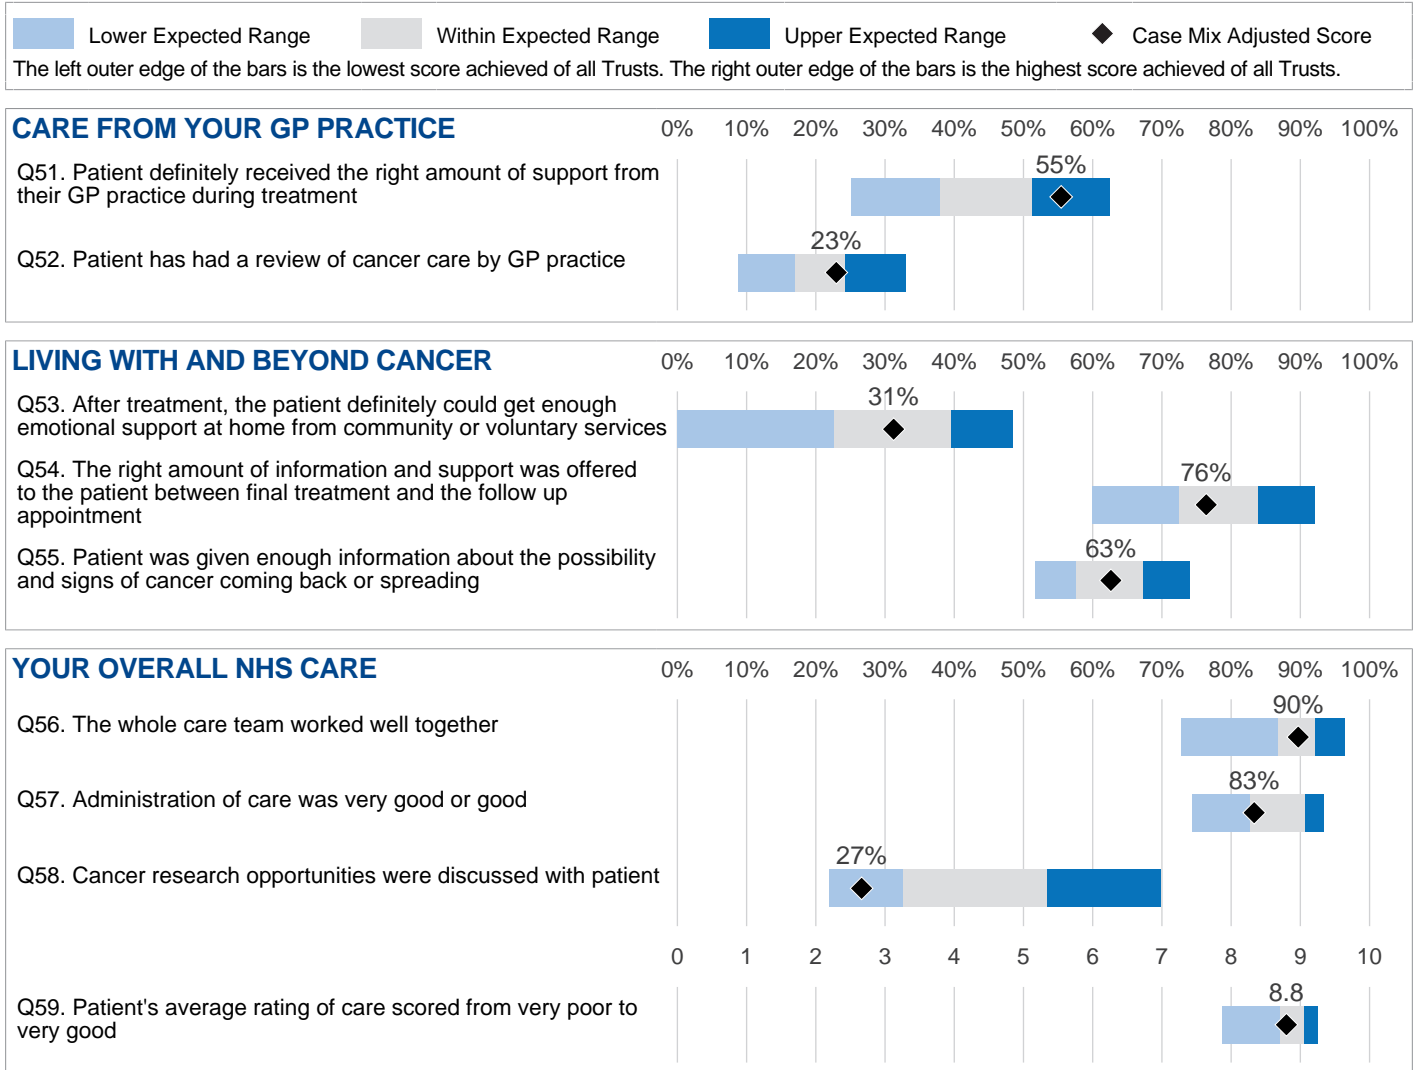 Lower Expected Range Within Expected Range Upper Expected Range Case Mix Adjusted Score
The left outer edge of the bars is the lowest score achieved of all Trusts. The right outer edge of the bars is the highest score achieved of all Trusts.
CARE FROM YOUR GP PRACTICE 0% 10% 20% 30% 40% 50% 60% 70% 80% 90% 100%
55%
Q51. Patient definitely received the right amount of support from
their GP practice during treatment
23%
Q52. Patient has had a review of cancer care by GP practice
LIVING WITH AND BEYOND CANCER 0% 10% 20% 30% 40% 50% 60% 70% 80% 90% 100%
31%
Q53. After treatment, the patient definitely could get enough
emotional support at home from community or voluntary services
76%
Q54. The right amount of information and support was offered
to the patient between final treatment and the follow up
appointment
63%
Q55. Patient was given enough information about the possibility
and signs of cancer coming back or spreading
YOUR OVERALL NHS CARE 0% 10% 20% 30% 40% 50% 60% 70% 80% 90% 100%
90%
Q56. The whole care team worked well together
83%
Q57. Administration of care was very good or good
27%
Q58. Cancer research opportunities were discussed with patient
0 1 2 3 4 5 6 7 8 9 10
8.8
Q59. Patient's average rating of care scored from very poor to
very good